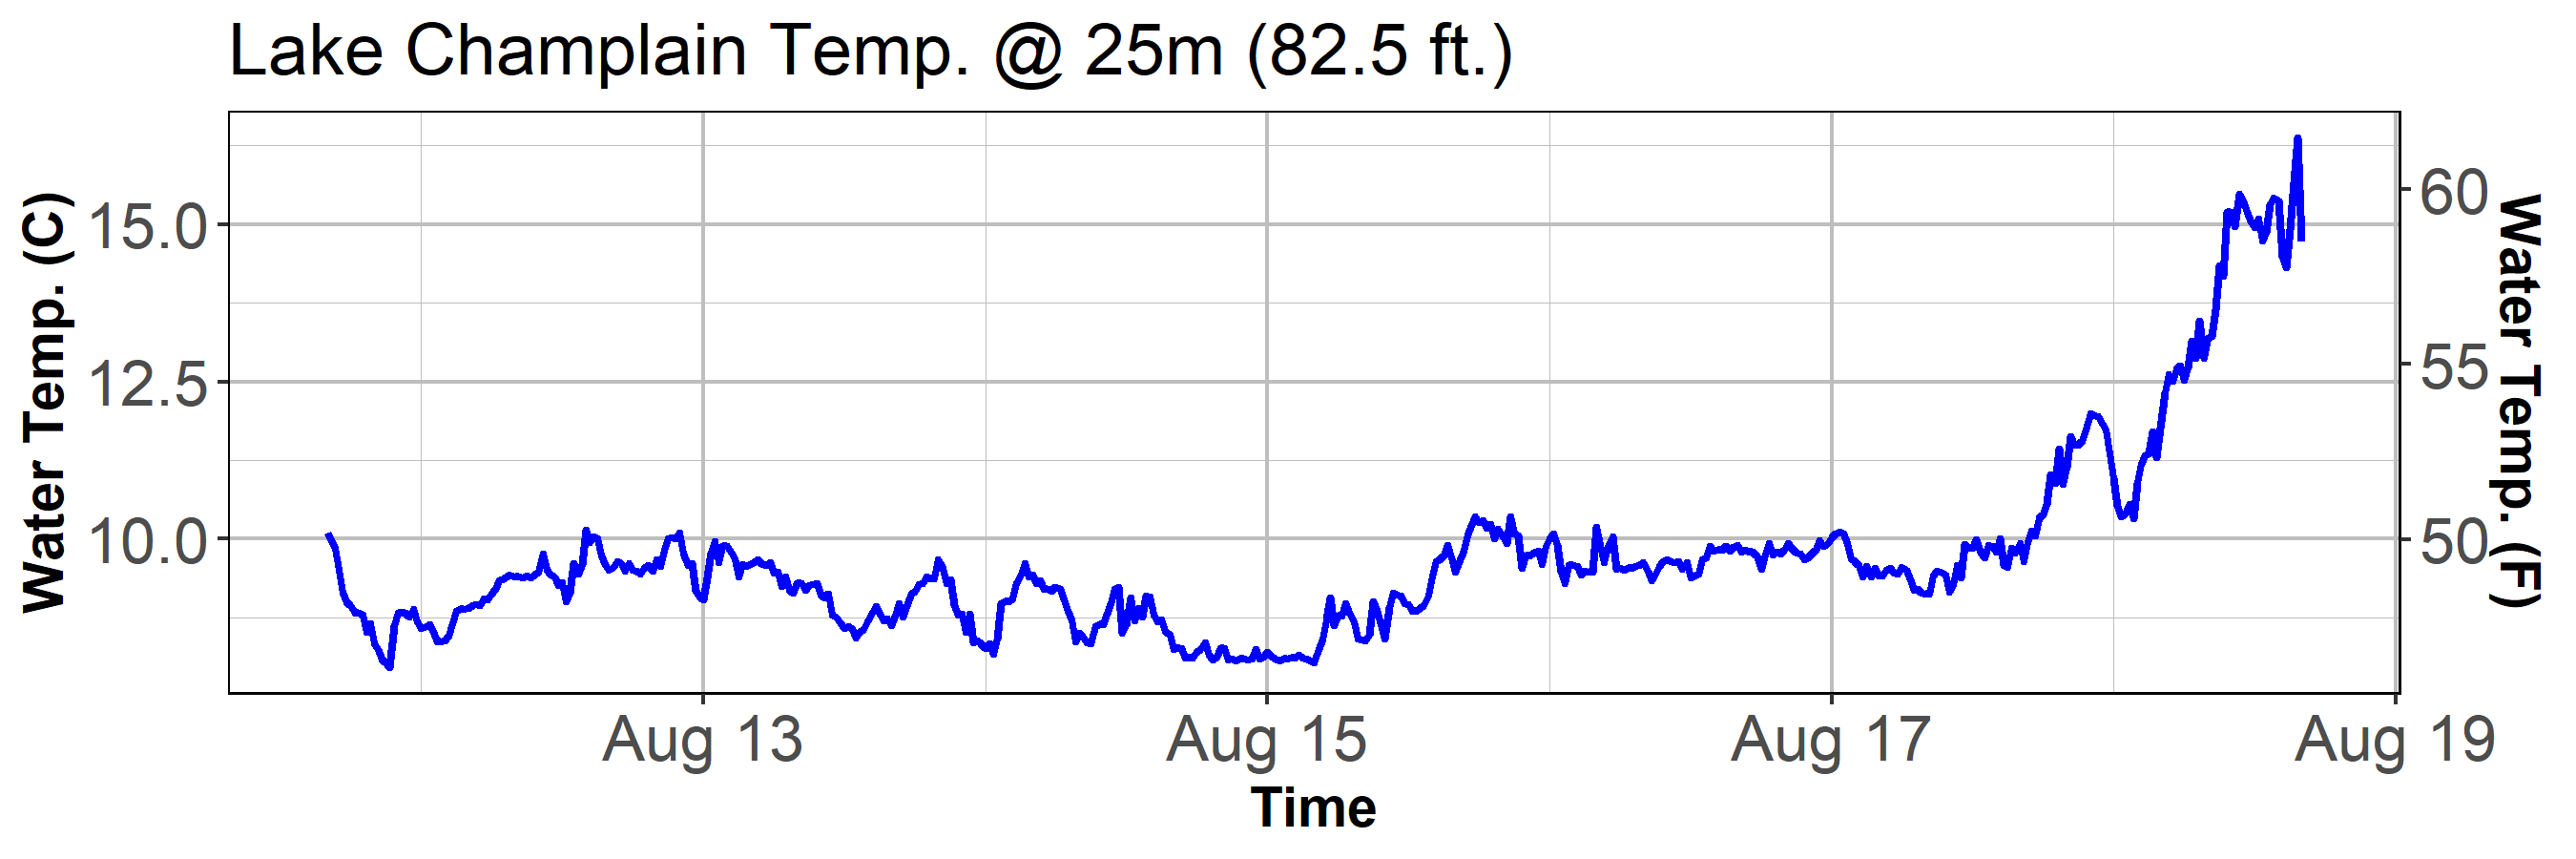 Lake Champlain Temp. @ 25m (82.5 ft.)
Water Temp. (C)
15.0
12.5
10.0
60
55
50
Water Temp. (F)
Aug 13
Aug 15
Aug 17
Aug 19
Time